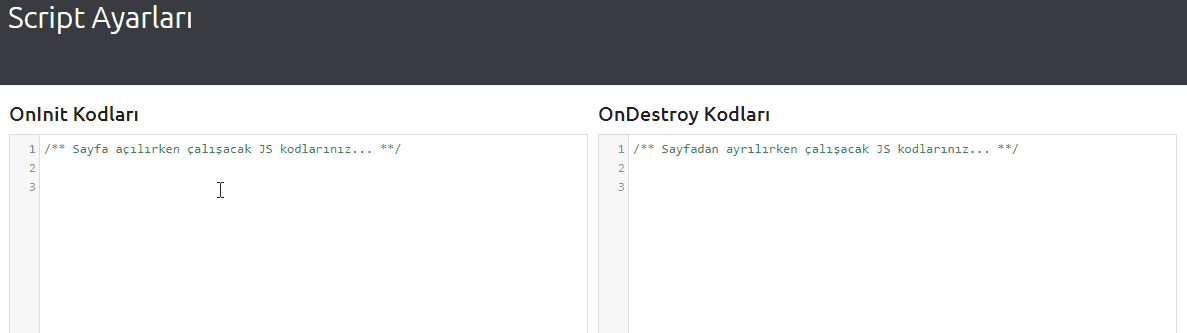 Script Ayarları
OnInit Kodları
1 /** Sayfa açılırken çalışacak JS kodlarınız... **/
2
3
OnDestroy Kodları
1 /** Sayfadan ayrılırken çalışacak JS kodlarınız... **/
2
3